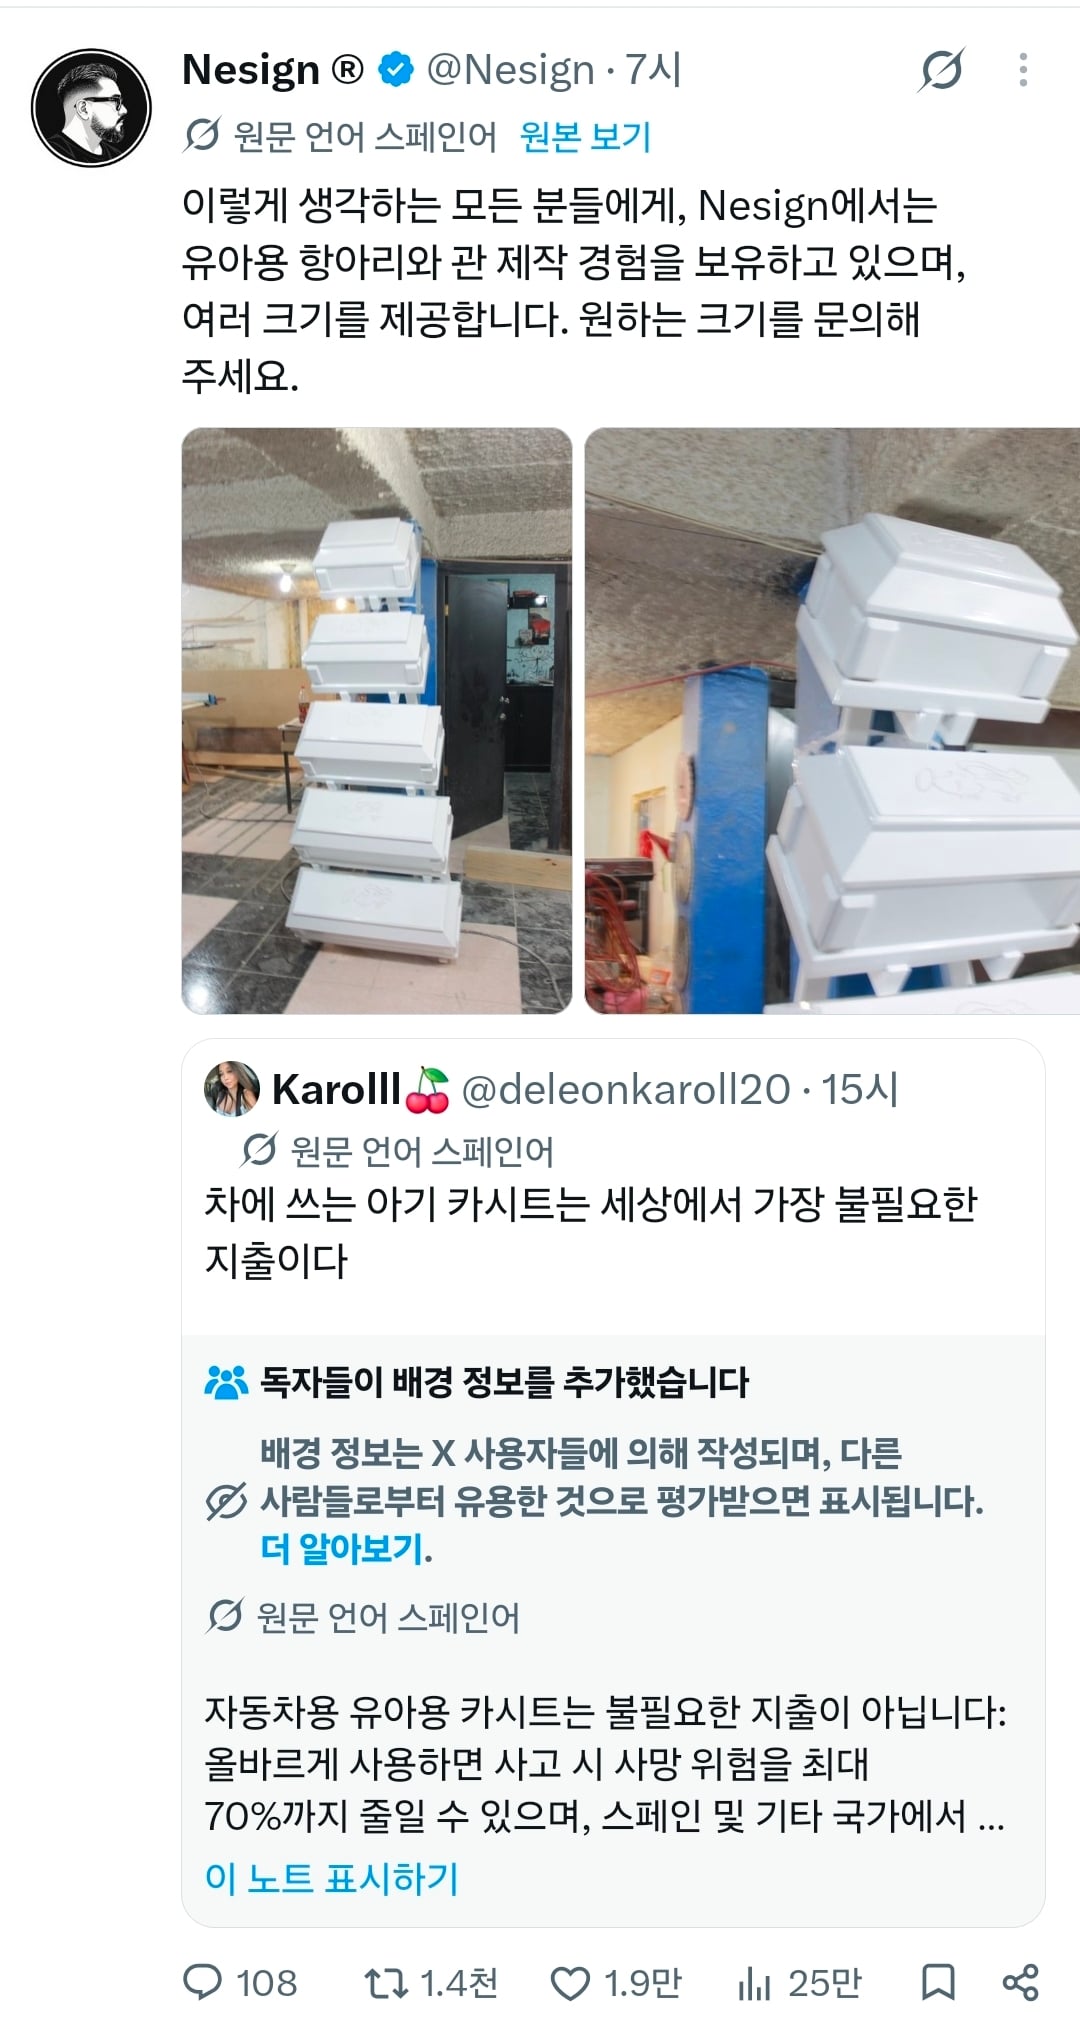 Nesign ® @Nesign · 7시
원문 언어 스페인어 원본 보기
이렇게 생각하는 모든 분들에게, Nesign에서는
유아용 항아리와 관 제작 경험을 보유하고 있으며,
여러 크기를 제공합니다. 원하는 크기를 문의해
주세요.
Karolll🍒 @deleonkaroll20 · 15시
원문 언어 스페인어
차에 쓰는 아기 카시트는 세상에서 가장 불필요한
지출이다
독자들이 배경 정보를 추가했습니다
배경 정보는 X 사용자들에 의해 작성되며, 다른
사람들로부터 유용한 것으로 평가받으면 표시됩니다.
더 알아보기.
원문 언어 스페인어
자동차용 유아용 카시트는 불필요한 지출이 아닙니다:
올바르게 사용하면 사고 시 사망 위험을 최대
70%까지 줄일 수 있으며, 스페인 및 기타 국가에서 ...
이 노트 표시하기
108 1.4천 1.9만 25만